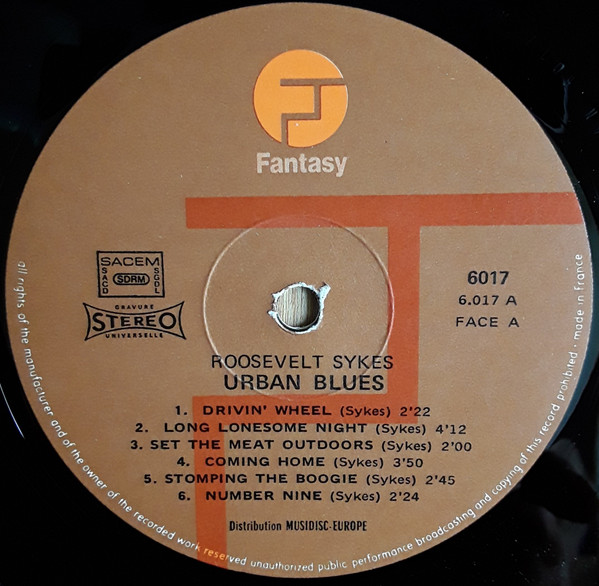 Fantasy
SACEM
SACD
SDRM
SGDL
GRAVURE
STEREO
UNIVERSELLE
6017
6.017 A
FACE A
ROOSEVELT SYKES
URBAN BLUES
1. DRIVIN' WHEEL (Sykes) 2'22
2. LONG LONESOME NIGHT (Sykes) 4'12
3. SET THE MEAT OUTDOORS (Sykes) 2'00
4. COMING HOME (Sykes) 3'50
5. STOMPING THE BOOGIE (Sykes) 2'45
6. NUMBER NINE (Sykes) 2'24
Distribution MUSIDISC-EUROPE
all rights of the manufacturer and of the owner of the recorded work reserved unauthorized public performance broadcasting and copying of this record prohibited · made in france